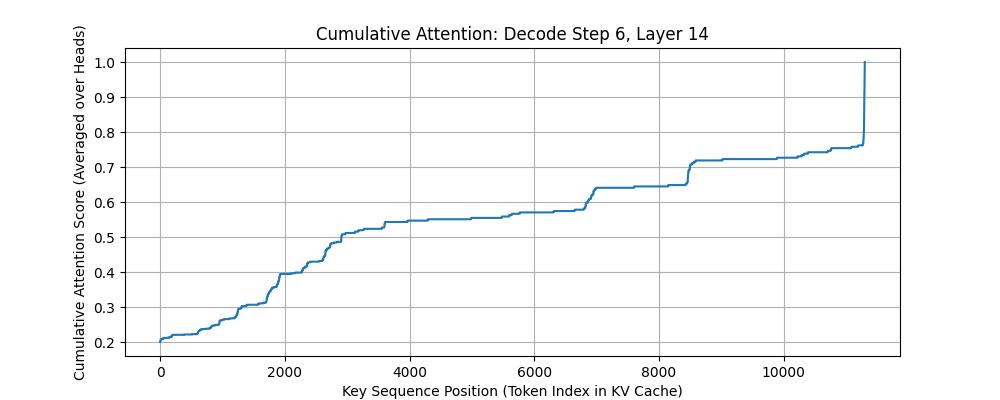 Cumulative Attention: Decode Step 6, Layer 14
Cumulative Attention Score (Averaged over Heads)
1.0
0.9
0.8
0.7
0.6
0.5
0.4
0.3
0.2
0 2000 4000 6000 8000 10000
Key Sequence Position (Token Index in KV Cache)